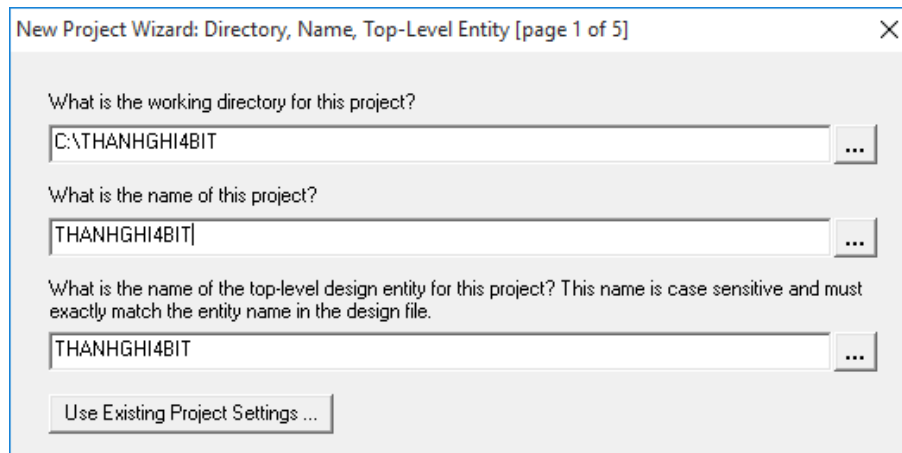 New Project Wizard: Directory, Name, Top-Level Entity [page 1 of 5]
What is the working directory for this project?
C:\THANHGHI4BIT
...
What is the name of this project?
THANHGHI4BIT
...
What is the name of the top-level design entity for this project? This name is case sensitive and must
exactly match the entity name in the design file.
THANHGHI4BIT
...
Use Existing Project Settings ...